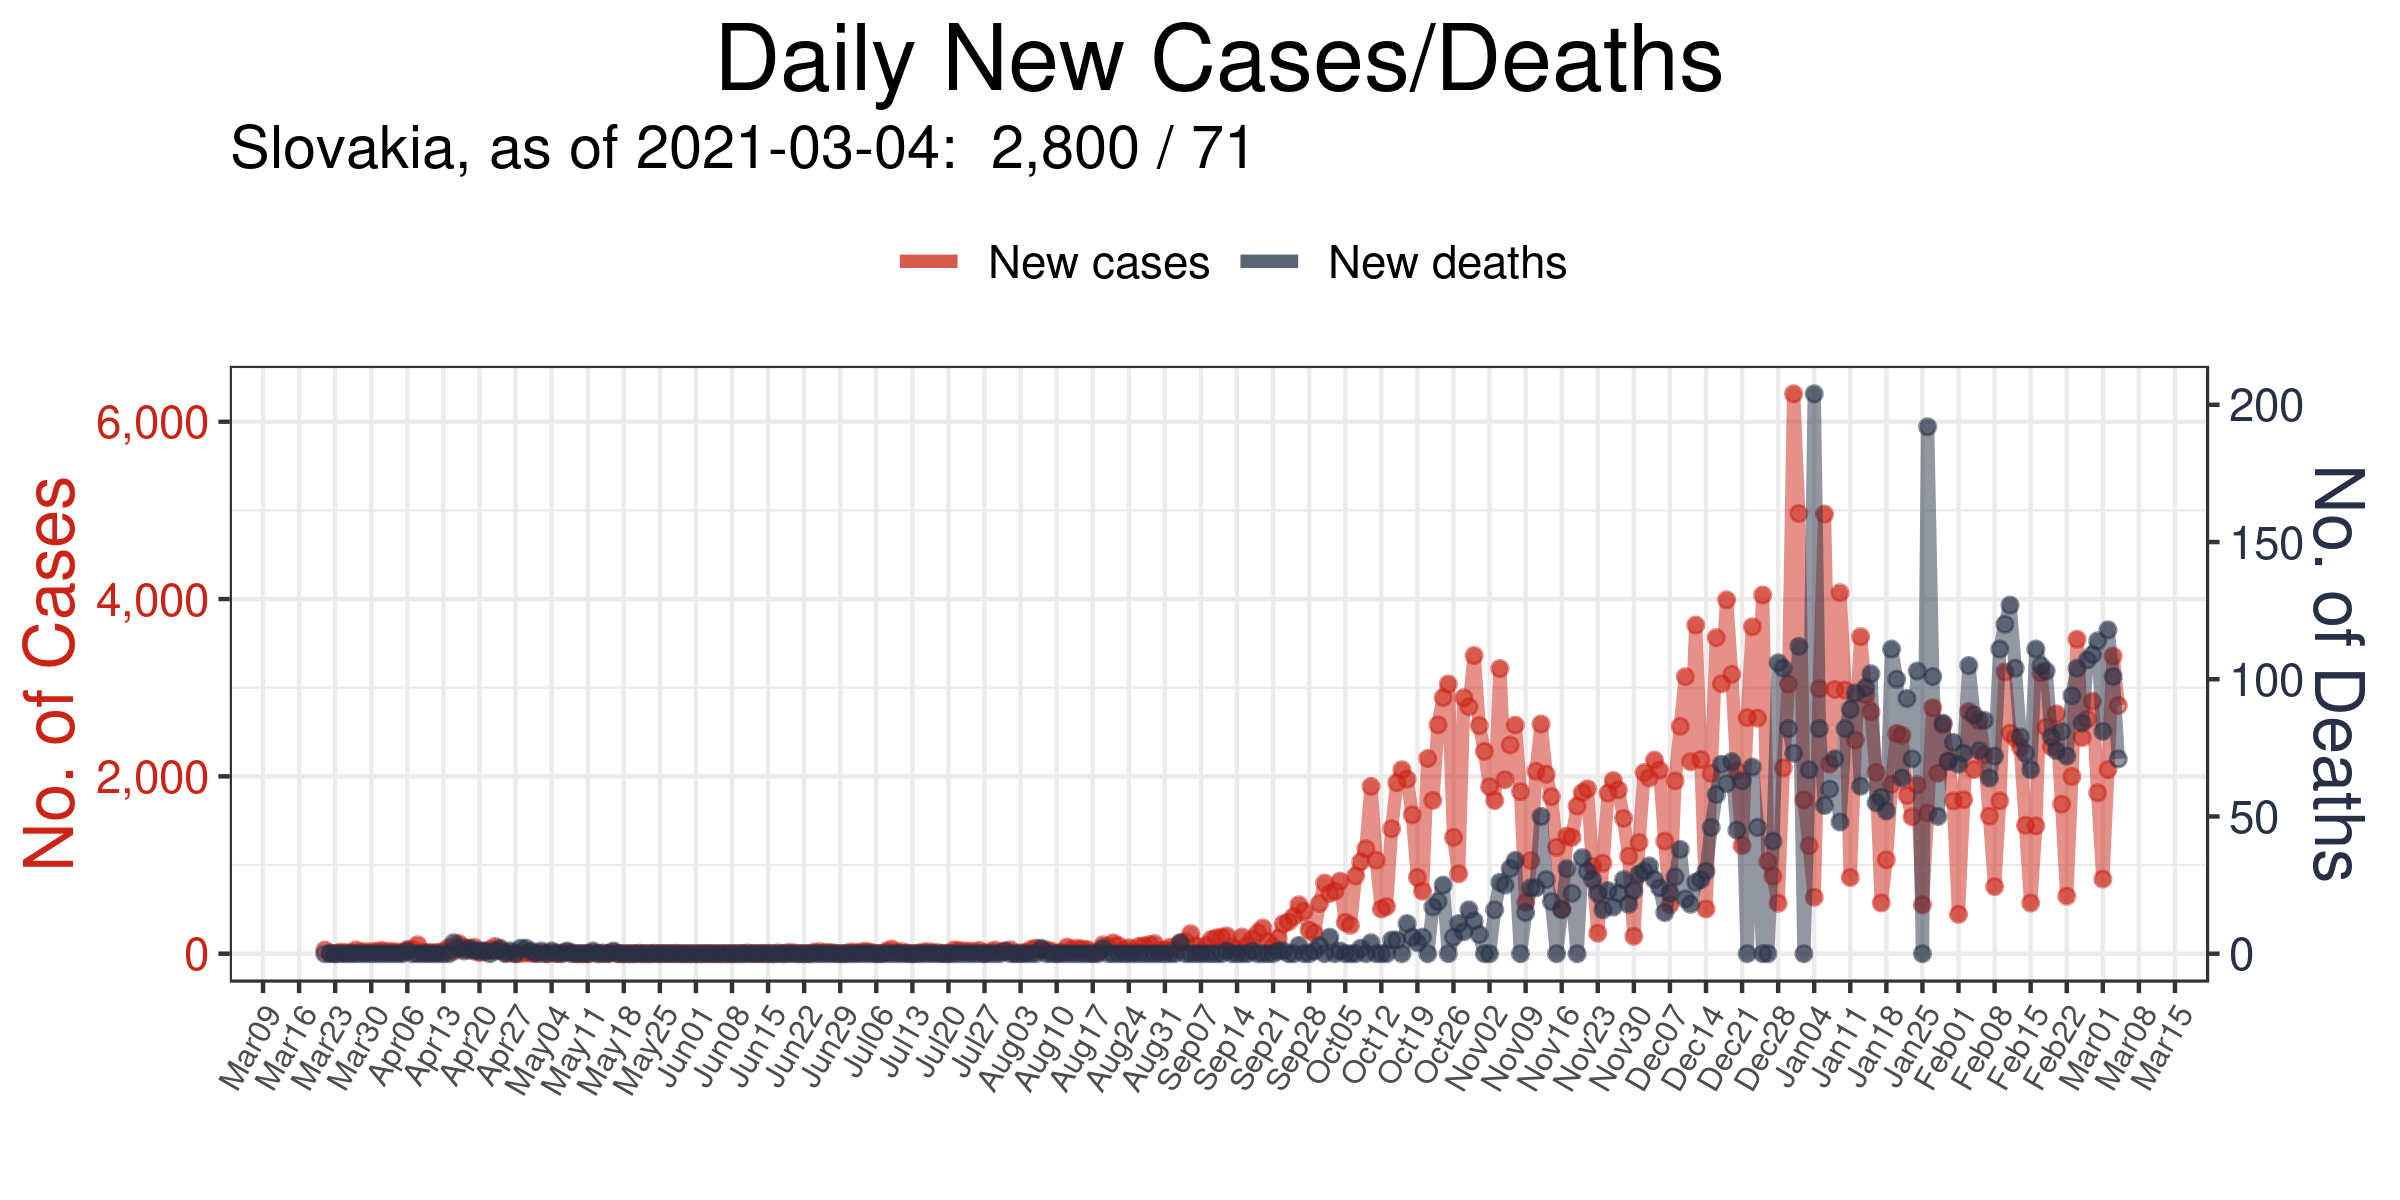 Daily New Cases/Deaths
Slovakia, as of 2021-03-04:  2,800 / 71
New cases
New deaths
No. of Cases
6,000
4,000
2,000
0
200
150
100
50
0
No. of Deaths
Mar09
Mar16
Mar23
Mar30
Apr06
Apr13
Apr20
Apr27
May04
May11
May18
May25
Jun01
Jun08
Jun15
Jun22
Jun29
Jul06
Jul13
Jul20
Jul27
Aug03
Aug10
Aug17
Aug24
Aug31
Sep07
Sep14
Sep21
Sep28
Oct05
Oct12
Oct19
Oct26
Nov02
Nov09
Nov16
Nov23
Nov30
Dec07
Dec14
Dec21
Dec28
Dec04
Jan11
Jan18
Jan25
Jan25
Feb01
Feb08
Feb15
Feb22
Mar01
Mar08
Mar15